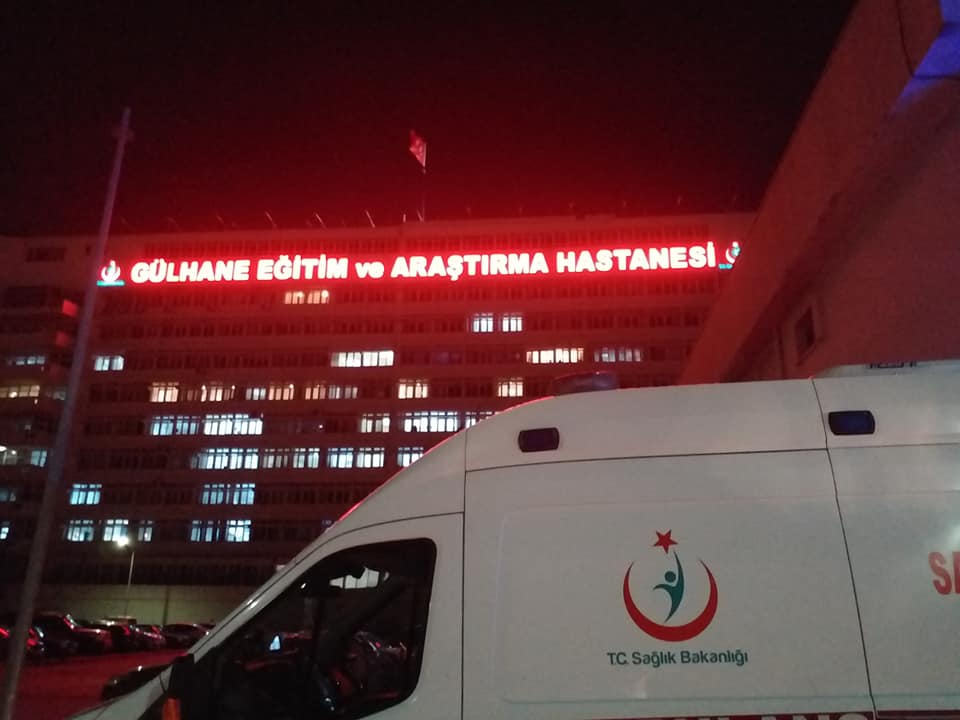 GÜLHANE EĞİTİM ve ARAŞTIRMA HASTANESİ
T.C. Sağlık Bakanlığı